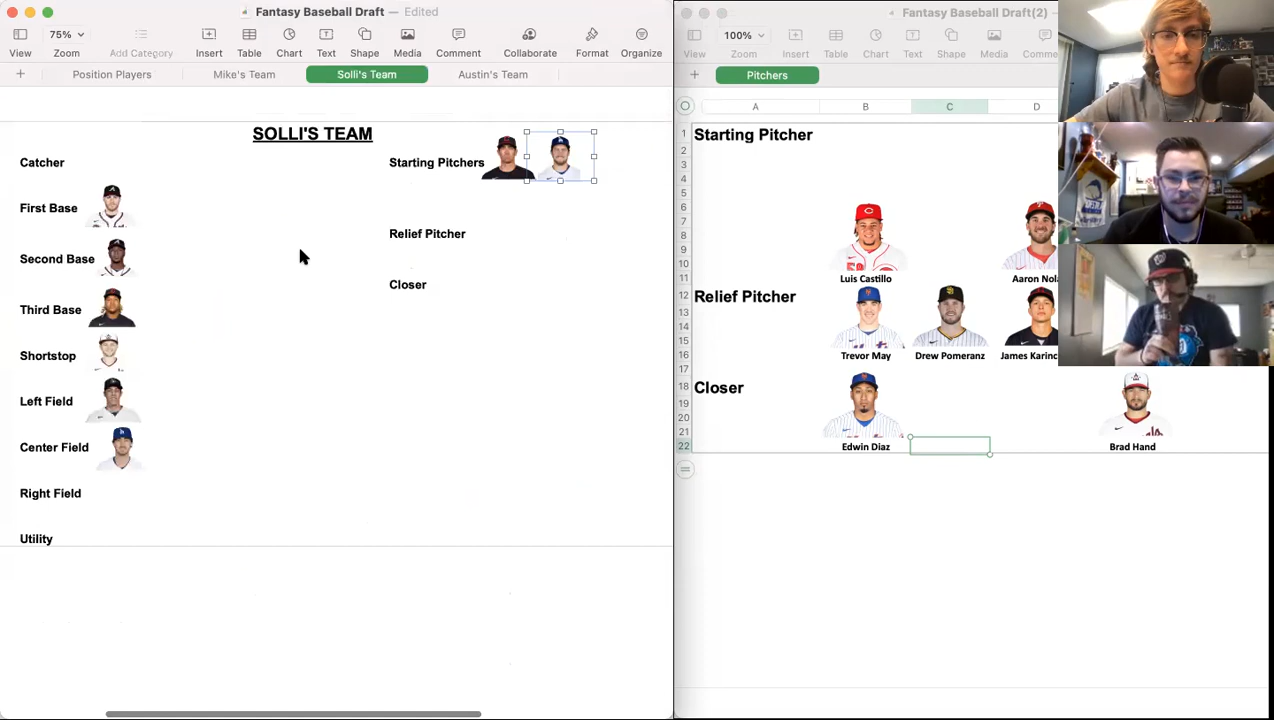 Fantasy Baseball Draft — Edited
75%
View Zoom Add Category Insert Table Chart Text Shape Media Comment Collaborate Format Organize
Position Players Mike's Team Solli's Team Austin's Team
SOLLI'S TEAM
Catcher
First Base
Second Base
Third Base
Shortstop
Left Field
Center Field
Right Field
Utility
Starting Pitchers
Relief Pitcher
Closer
Fantasy Baseball Draft(2) —
100%
View Zoom Insert Table Chart Text Shape Media Comm
Pitchers
A B C D
1 Starting Pitcher
2
3
4
5
6
7
8
9
10
11 Luis Castillo Aaron Nola
12 Relief Pitcher
13
14
15
16 Trevor May Drew Pomeranz James Karinc
17
18 Closer
19
20
21
22 Edwin Diaz Brad Hand